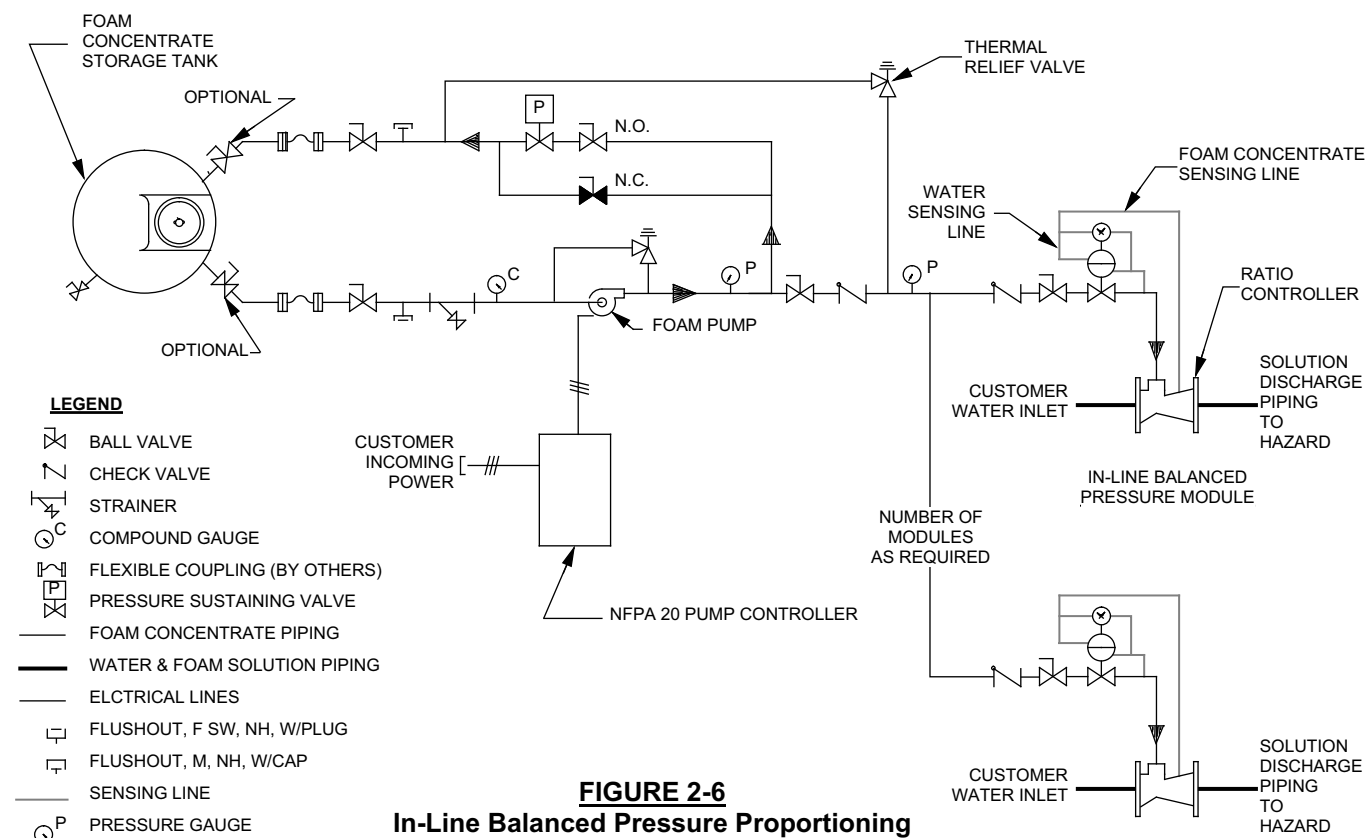 FOAM
CONCENTRATE
STORAGE TANK
OPTIONAL
P
N.O.
N.C.
THERMAL
RELIEF VALVE
FOAM CONCENTRATE
SENSING LINE
WATER
SENSING
LINE
RATIO
CONTROLLER
C
P
P
FOAM PUMP
OPTIONAL
CUSTOMER
WATER INLET
SOLUTION
DISCHARGE
PIPING
TO
HAZARD
IN-LINE BALANCED
PRESSURE MODULE
CUSTOMER
INCOMING
POWER
NUMBER OF
MODULES
AS REQUIRED
NFPA 20 PUMP CONTROLLER
CUSTOMER
WATER INLET
SOLUTION
DISCHARGE
PIPING
TO
HAZARD
LEGEND
BALL VALVE
CHECK VALVE
STRAINER
C COMPOUND GAUGE
FLEXIBLE COUPLING (BY OTHERS)
P PRESSURE SUSTAINING VALVE
FOAM CONCENTRATE PIPING
WATER & FOAM SOLUTION PIPING
ELCTRICAL LINES
FLUSHOUT, F SW, NH, W/PLUG
FLUSHOUT, M, NH, W/CAP
SENSING LINE
P PRESSURE GAUGE
FIGURE 2-6
In-Line Balanced Pressure Proportioning